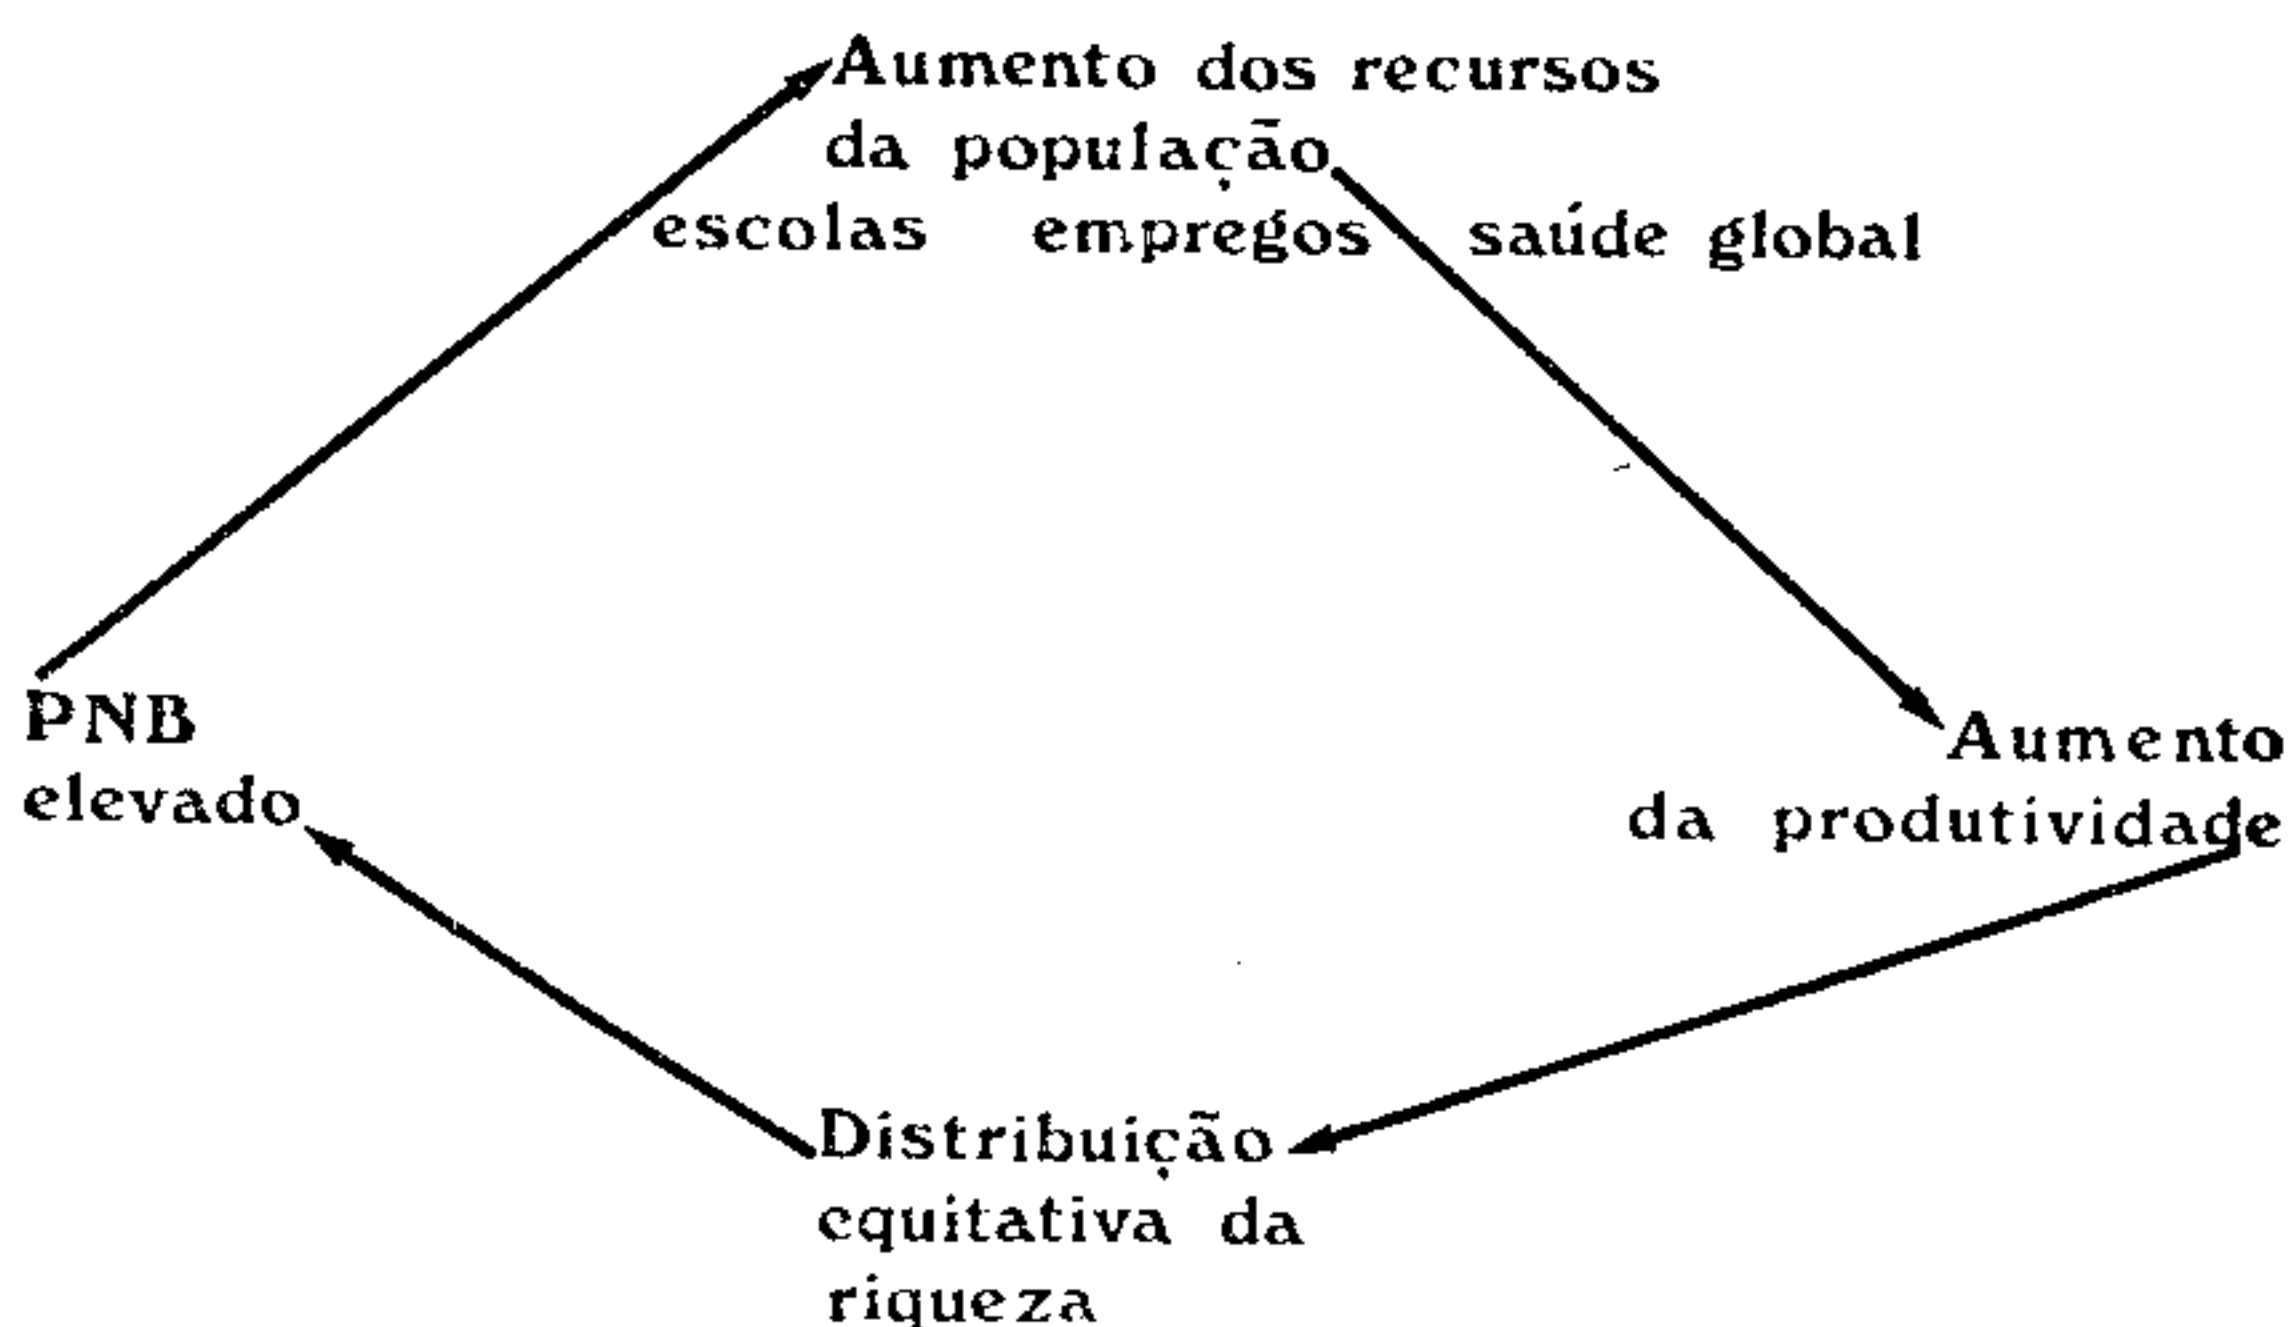 Aumento dos recursos
da população
escolas empregos saúde global
PNB
elevado
Aumento
da produtividade
Distribuição
equitativa da
riqueza